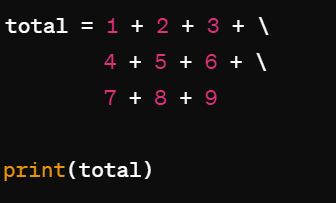 total = 1 + 2 + 3 + \
        4 + 5 + 6 + \
        7 + 8 + 9

print(total)